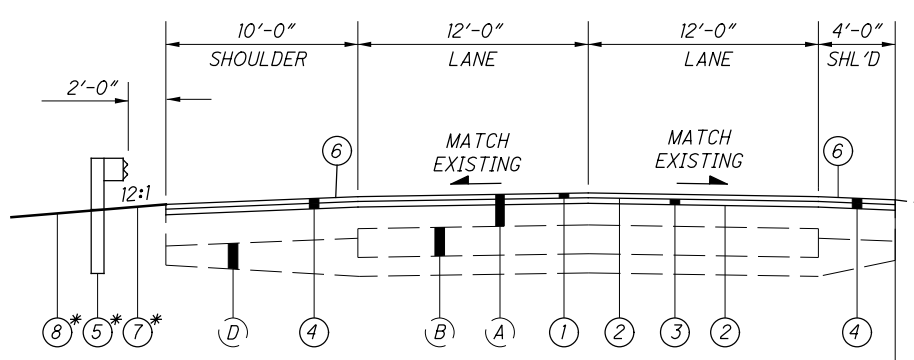 10'-0" 12'-0" 12'-0" 4'-0"
SHOULDER LANE LANE SHL'D
2'-0"
6 MATCH EXISTING MATCH EXISTING 6
12:1
8* 5* 7* D 4 B A 1 2 3 2 4